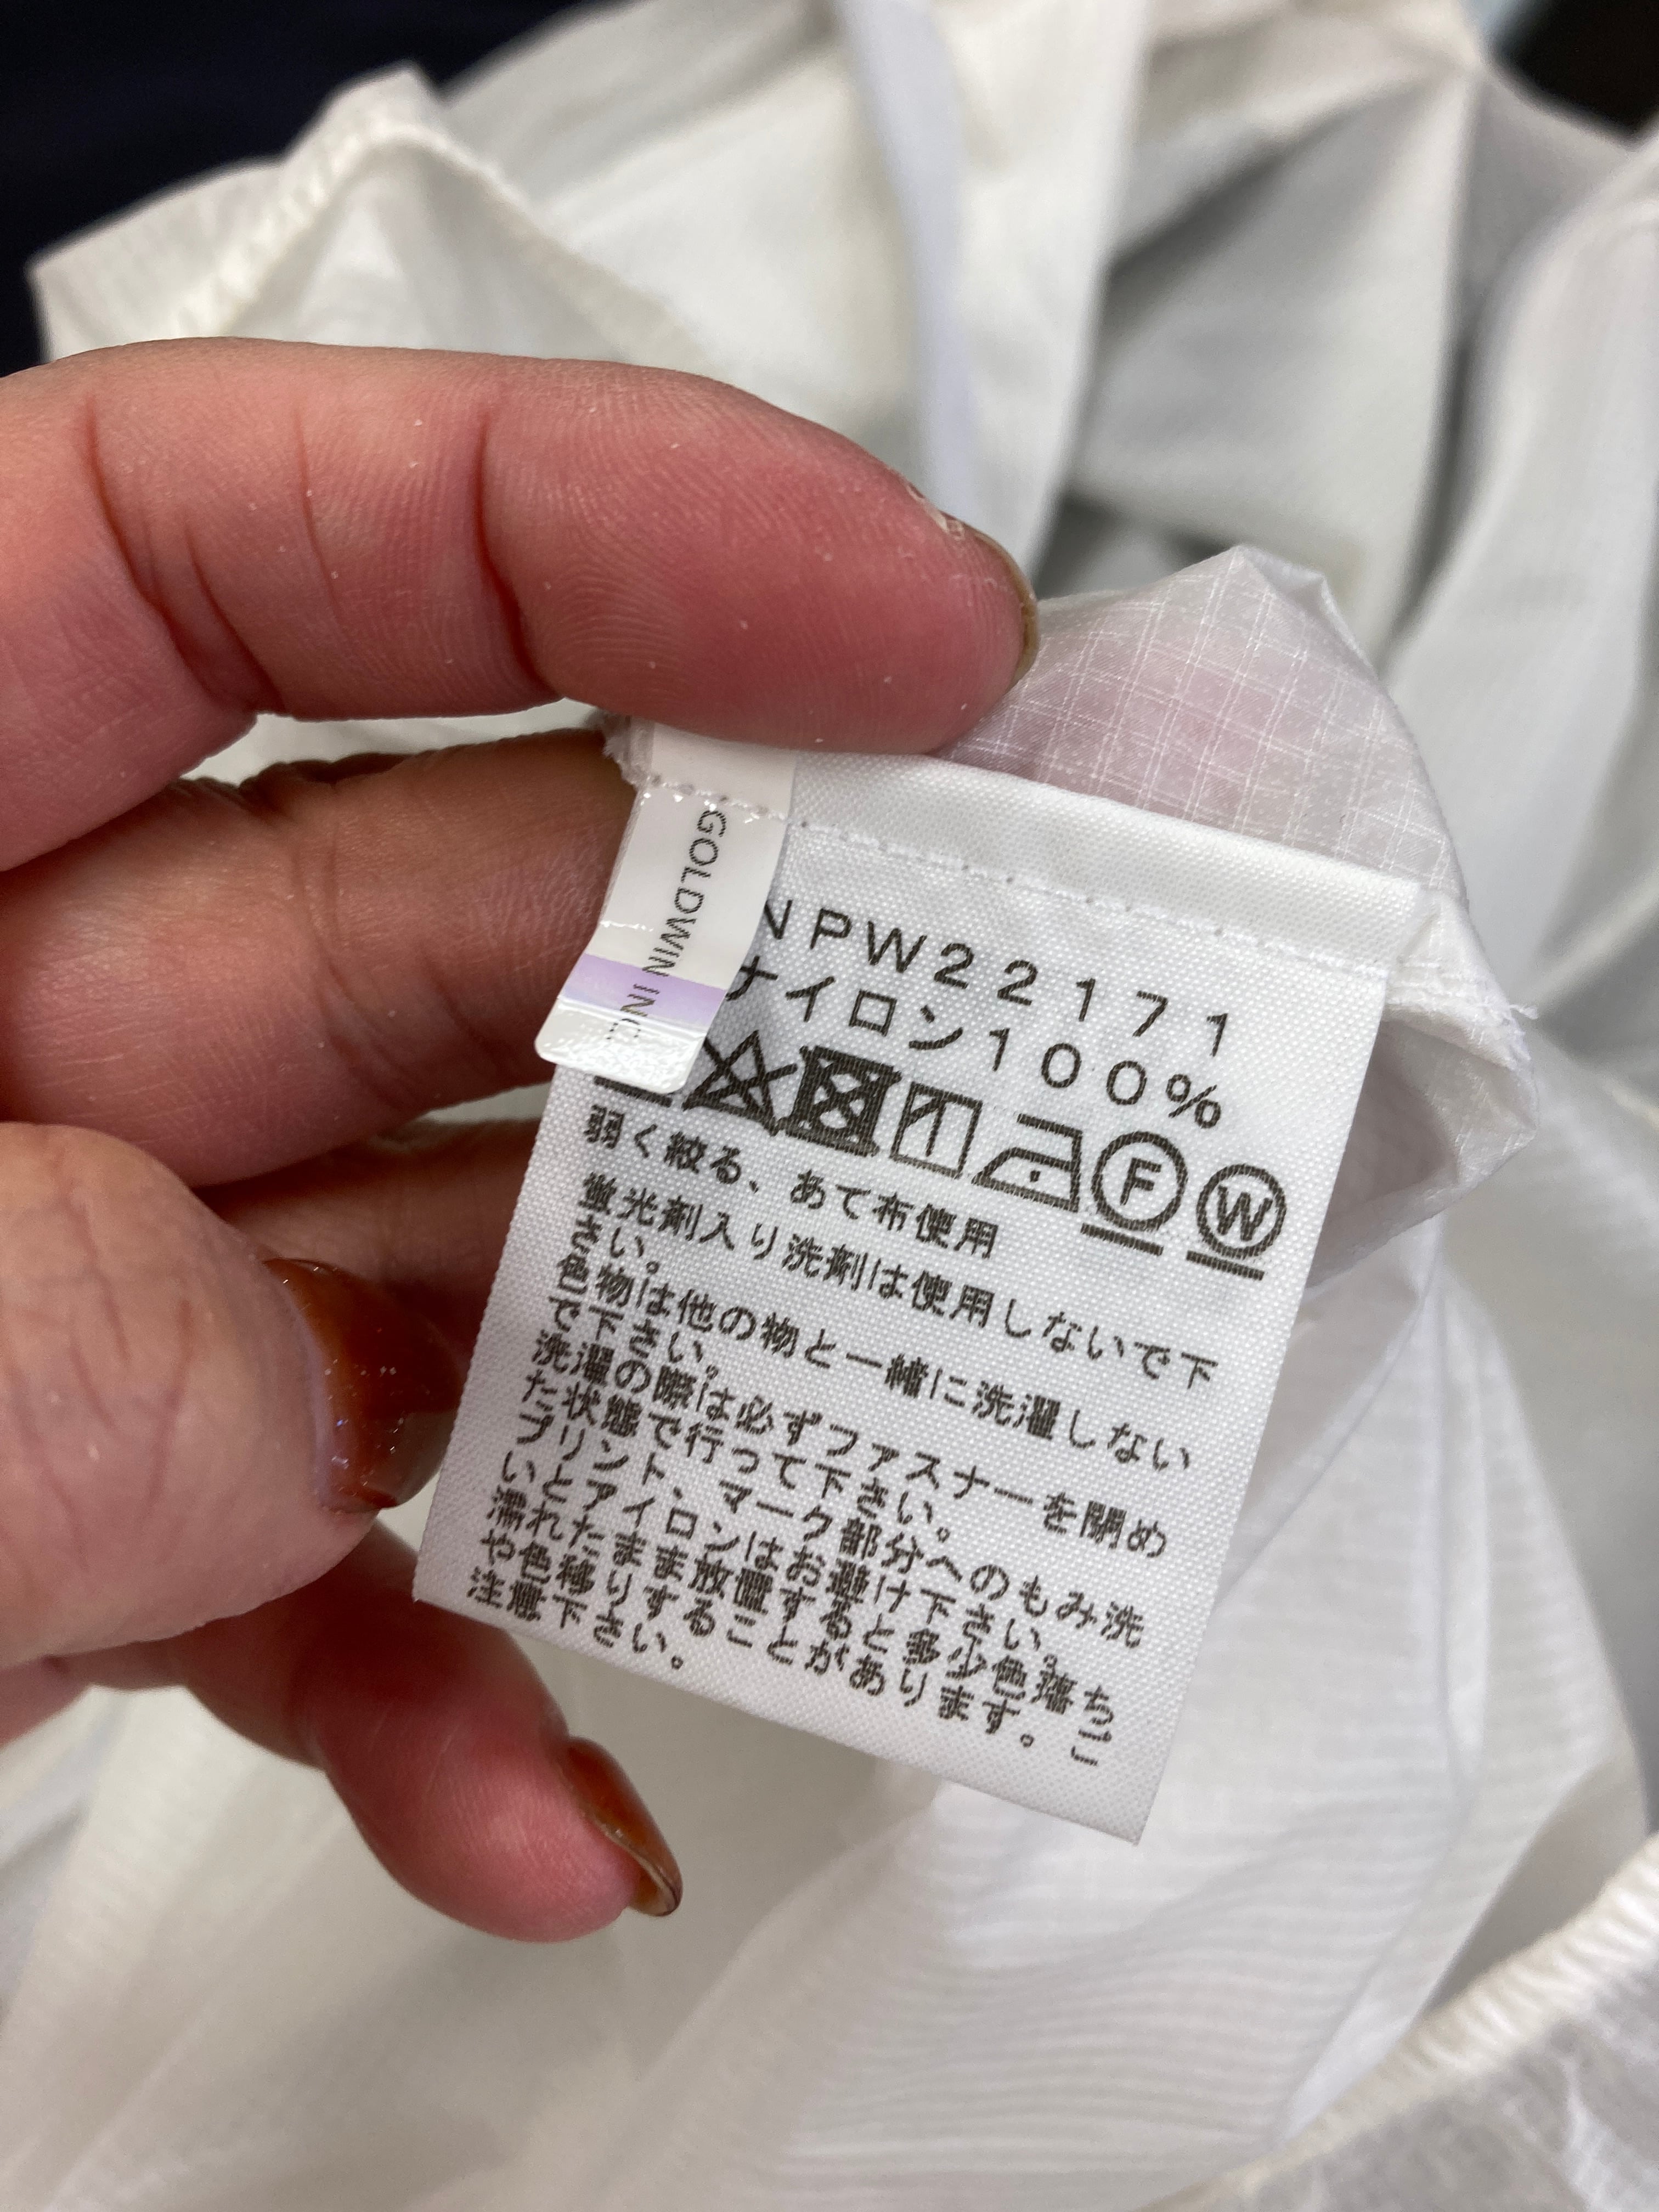 GOLDWIN INC.
NPW22171
ナイロン100%
F
W
弱く絞る、あて布使用
蛍光剤入り洗剤は使用しないで下
さい。
色物は他の物と一緒に洗濯しない
で下さい。
洗濯の際は必ずファスナーを閉め
た状態で行って下さい。
プリント、マーク部分へのもみ洗
いとアイロンはお避け下さい。
濡れたまま放置すると多少色落ち
や色移りすることがあります。ご
注意下さい。